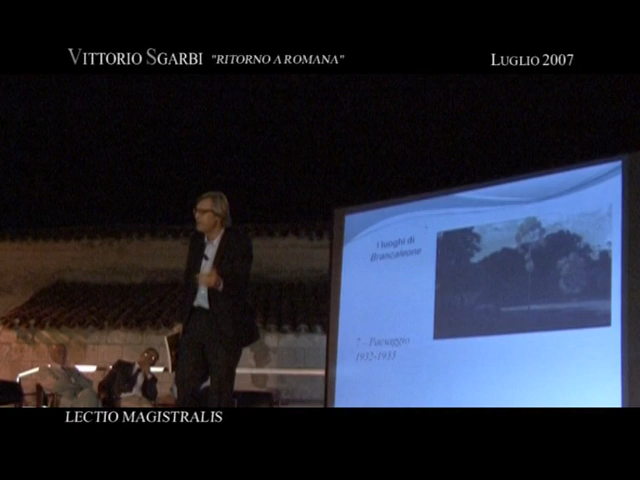 VITTORIO SGARBI "RITORNO A ROMANA"
LUGLIO 2007
I luoghi di
Brancaleone
7 - Paesaggio
1932-1933
LECTIO MAGISTRALIS